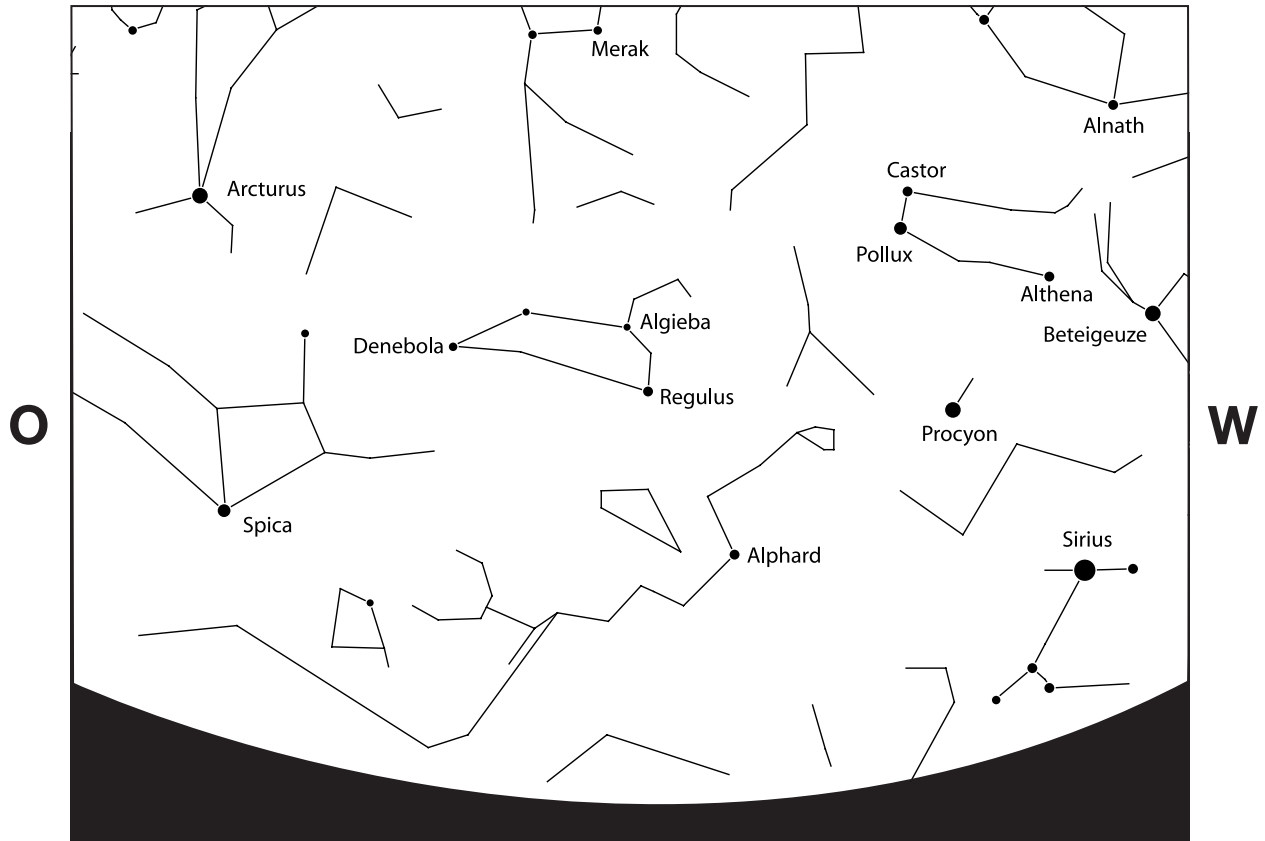 Merak
Alnath
Castor
Arcturus
Pollux
Althena
Algieba
Beteigeuze
Denebola
Regulus
O
W
Procyon
Spica
Sirius
Alphard